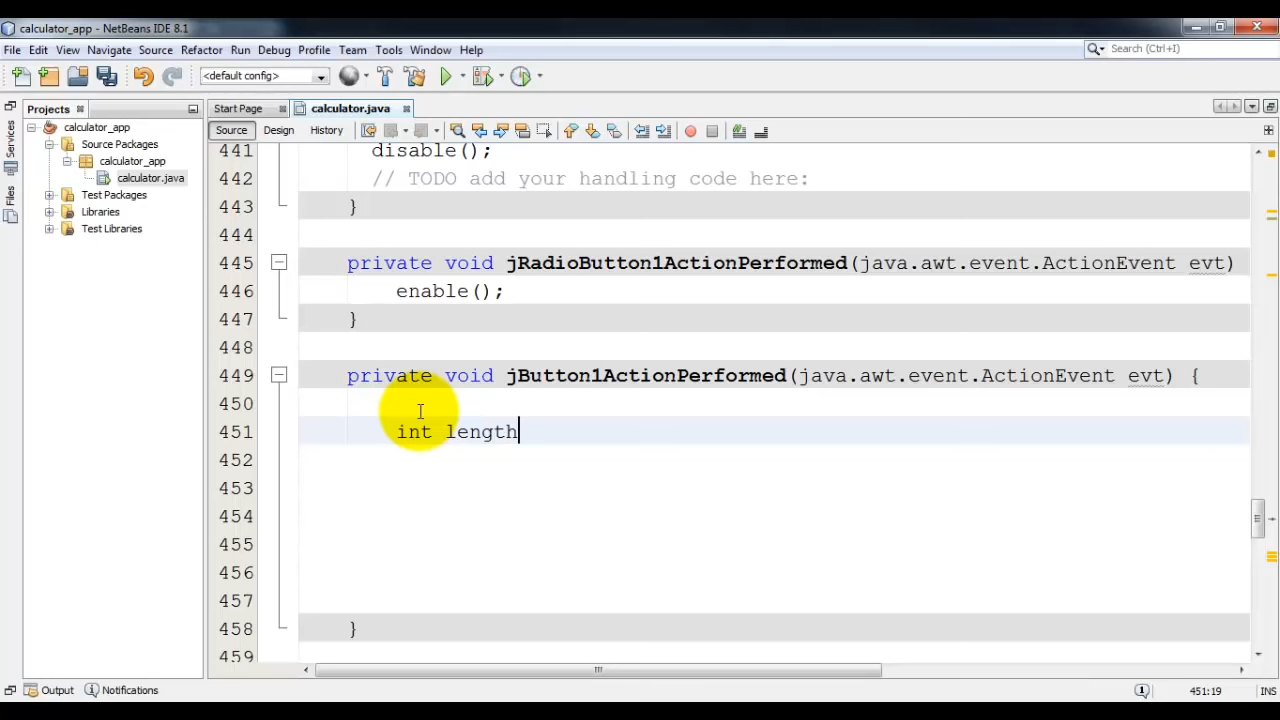 calculator_app - NetBeans IDE 8.1
File Edit View Navigate Source Refactor Run Debug Profile Team Tools Window Help
Search (Ctrl+I)
<default config>
Projects
Start Page
calculator.java
Services
Files
calculator_app
Source Packages
calculator_app
calculator.java
Test Packages
Libraries
Test Libraries
Source Design History
441 disable();
442 // TODO add your handling code here:
443 }
444
445 private void jRadioButton1ActionPerformed(java.awt.event.ActionEvent evt)
446 enable();
447 }
448
449 private void jButton1ActionPerformed(java.awt.event.ActionEvent evt) {
450
451 int length
452
453
454
455
456
457
458 }
459
Output Notifications
451:19 INS